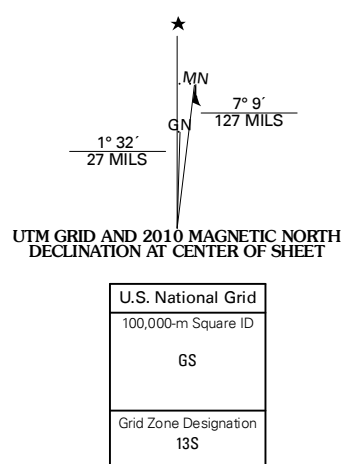 ★
MN
7° 9´
127 MILS
GN
1° 32´
27 MILS
UTM GRID AND 2010 MAGNETIC NORTH
DECLINATION AT CENTER OF SHEET
U.S. National Grid
100,000-m Square ID
GS
Grid Zone Designation
13S